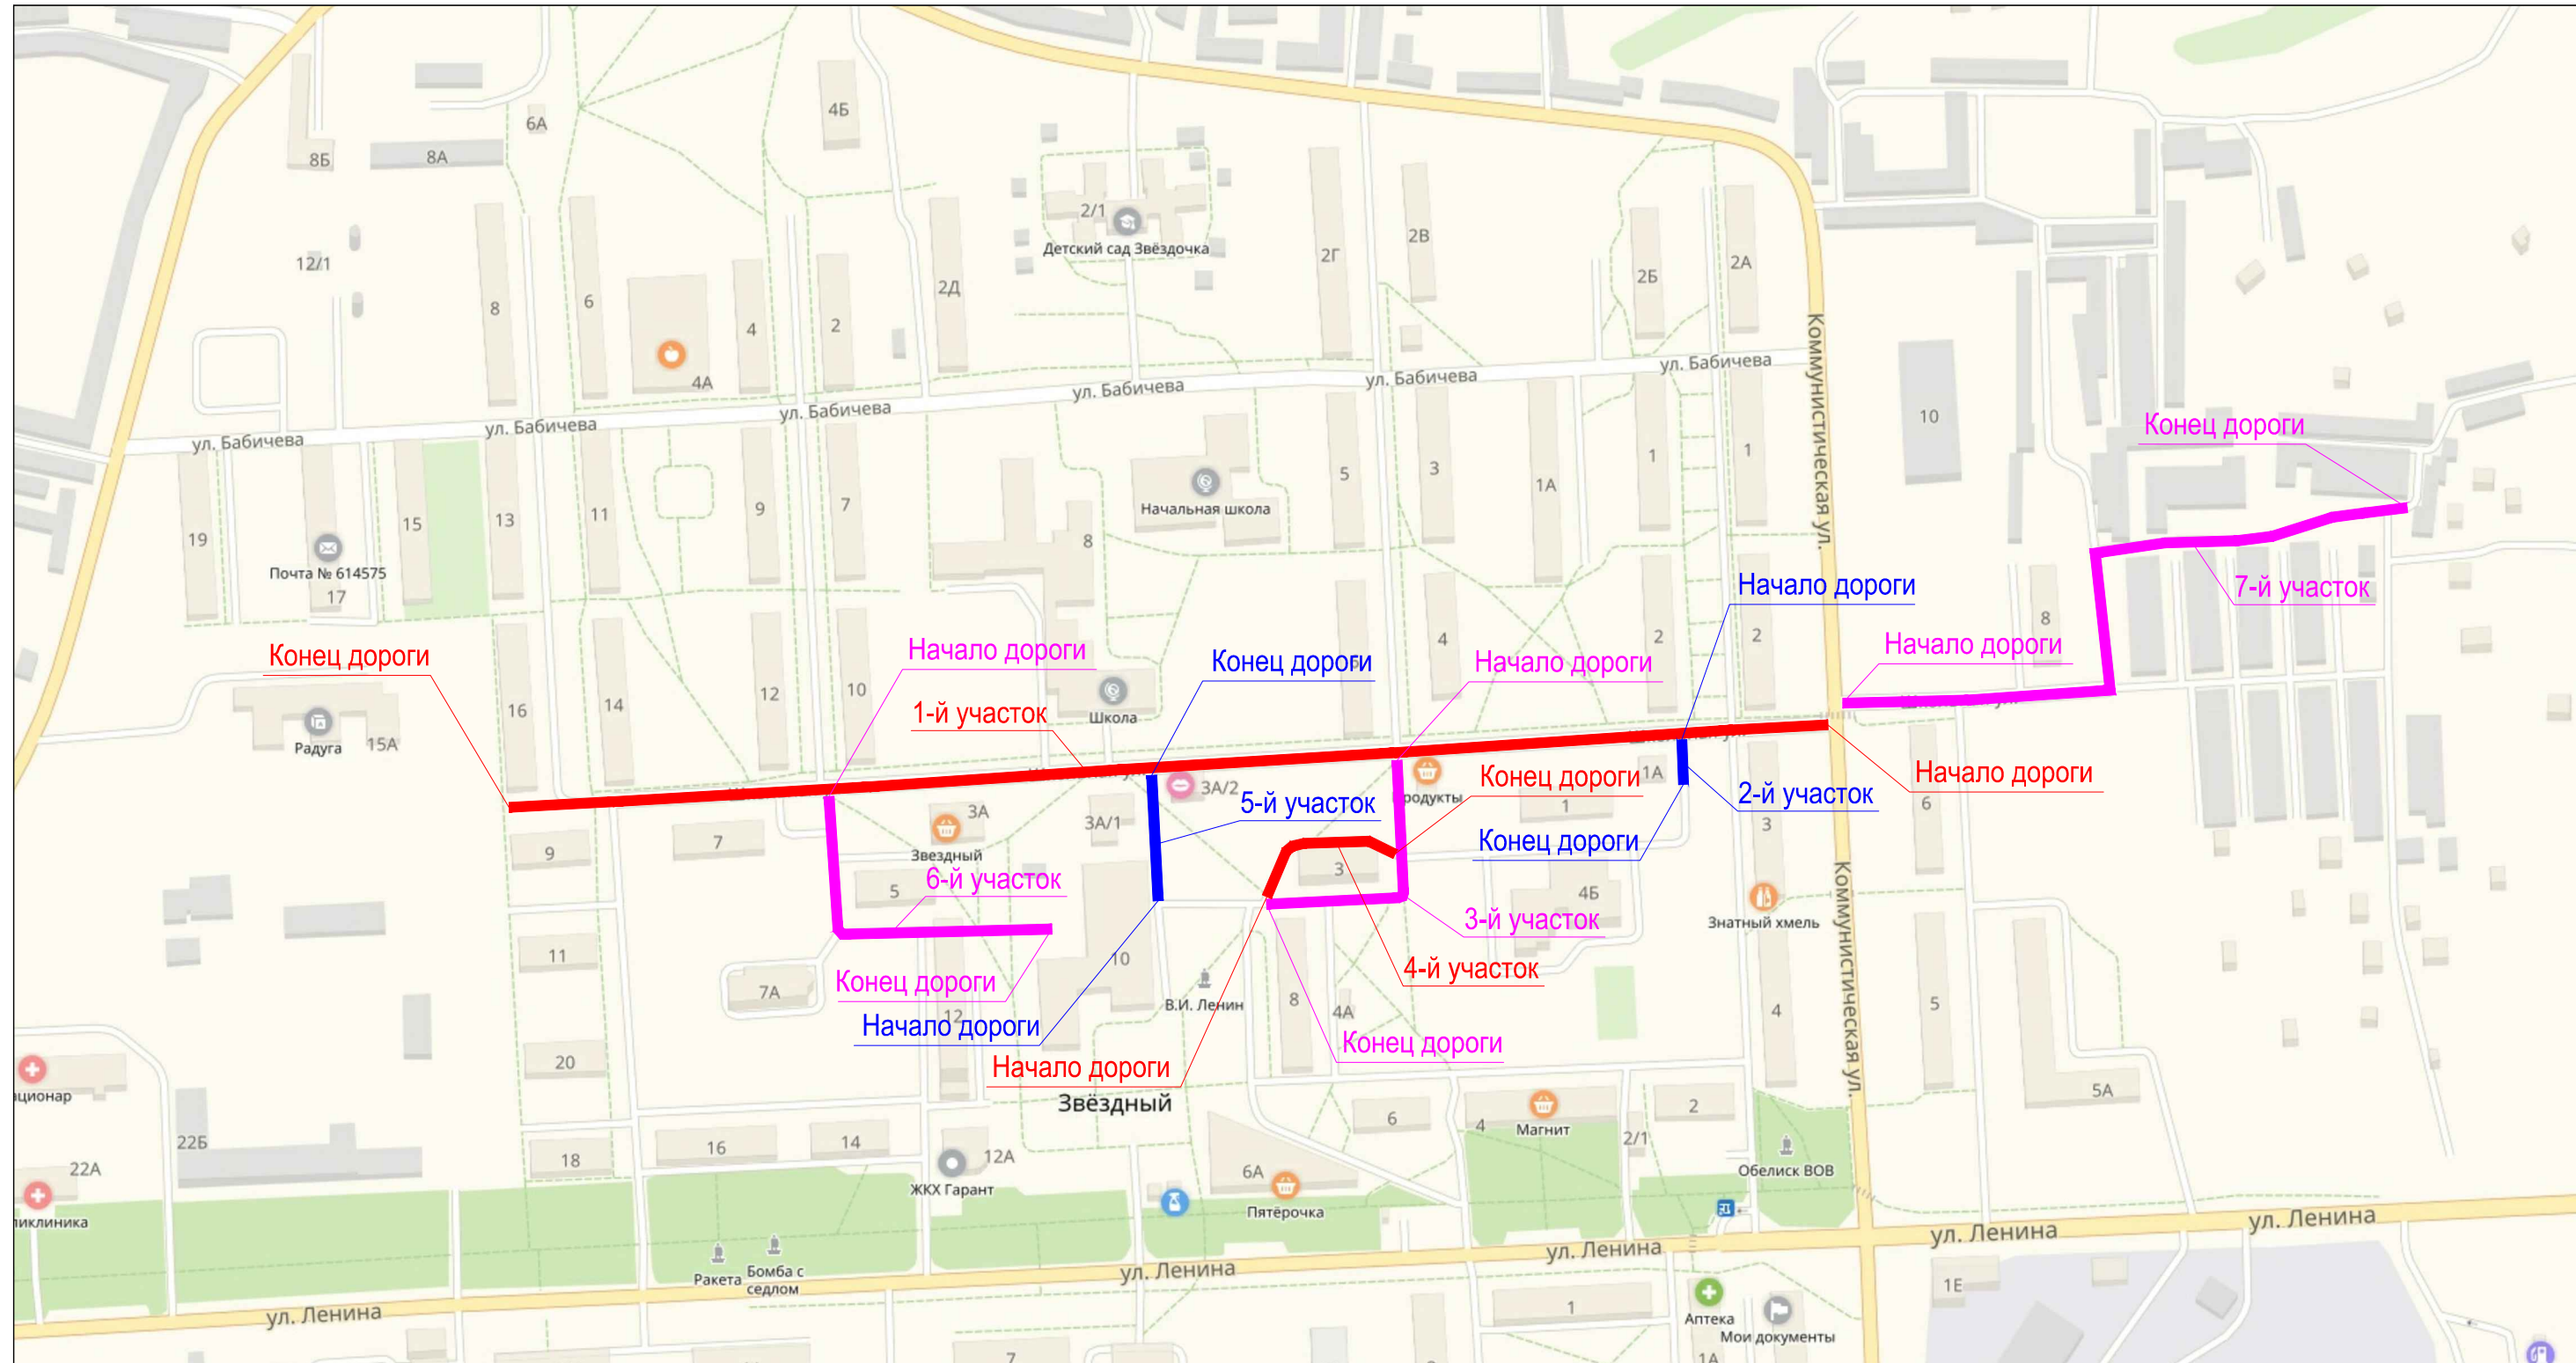 4Б
6А
8Б
8А
2/1
Детский сад Звёздочка
2В
2Г
2Б
2А
12/1
8
6
4
2
2Д
4А
ул. Бабичева
ул. Бабичева
ул. Бабичева
ул. Бабичева
ул. Бабичева
ул. Бабичева
Коммунистическая ул.
10
Конец дороги
19
15
13
11
9
7
8
Начальная школа
5
3
1А
1
1
Почта № 614575
17
Начало дороги
7-й участок
8
Конец дороги
Начало дороги
Конец дороги
Начало дороги
Начало дороги
4
2
2
16
14
12
10
Школа
Радуга
15А
1-й участок
3А/2
Продукты
Конец дороги
1А
Начало дороги
2-й участок
6
9
7
3А
Звездный
3А/1
5-й участок
1
3
Конец дороги
5
6-й участок
3
4Б
Знатный хмель
3-й участок
11
7А
Конец дороги
10
В.И. Ленин
8
4А
4-й участок
4
5
Коммунистическая ул.
12
Начало дороги
Начало дороги
Конец дороги
20
Звёздный
5А
6
4
Магнит
2
2/1
22Б
22А
18
16
14
12А
ЖКХ Гарант
6А
Пятёрочка
Обелиск ВОВ
Ракета
Бомба с
седлом
ул. Ленина
ул. Ленина
ул. Ленина
ул. Ленина
ул. Ленина
1
Аптека
Мои документы
1Е
7
1А